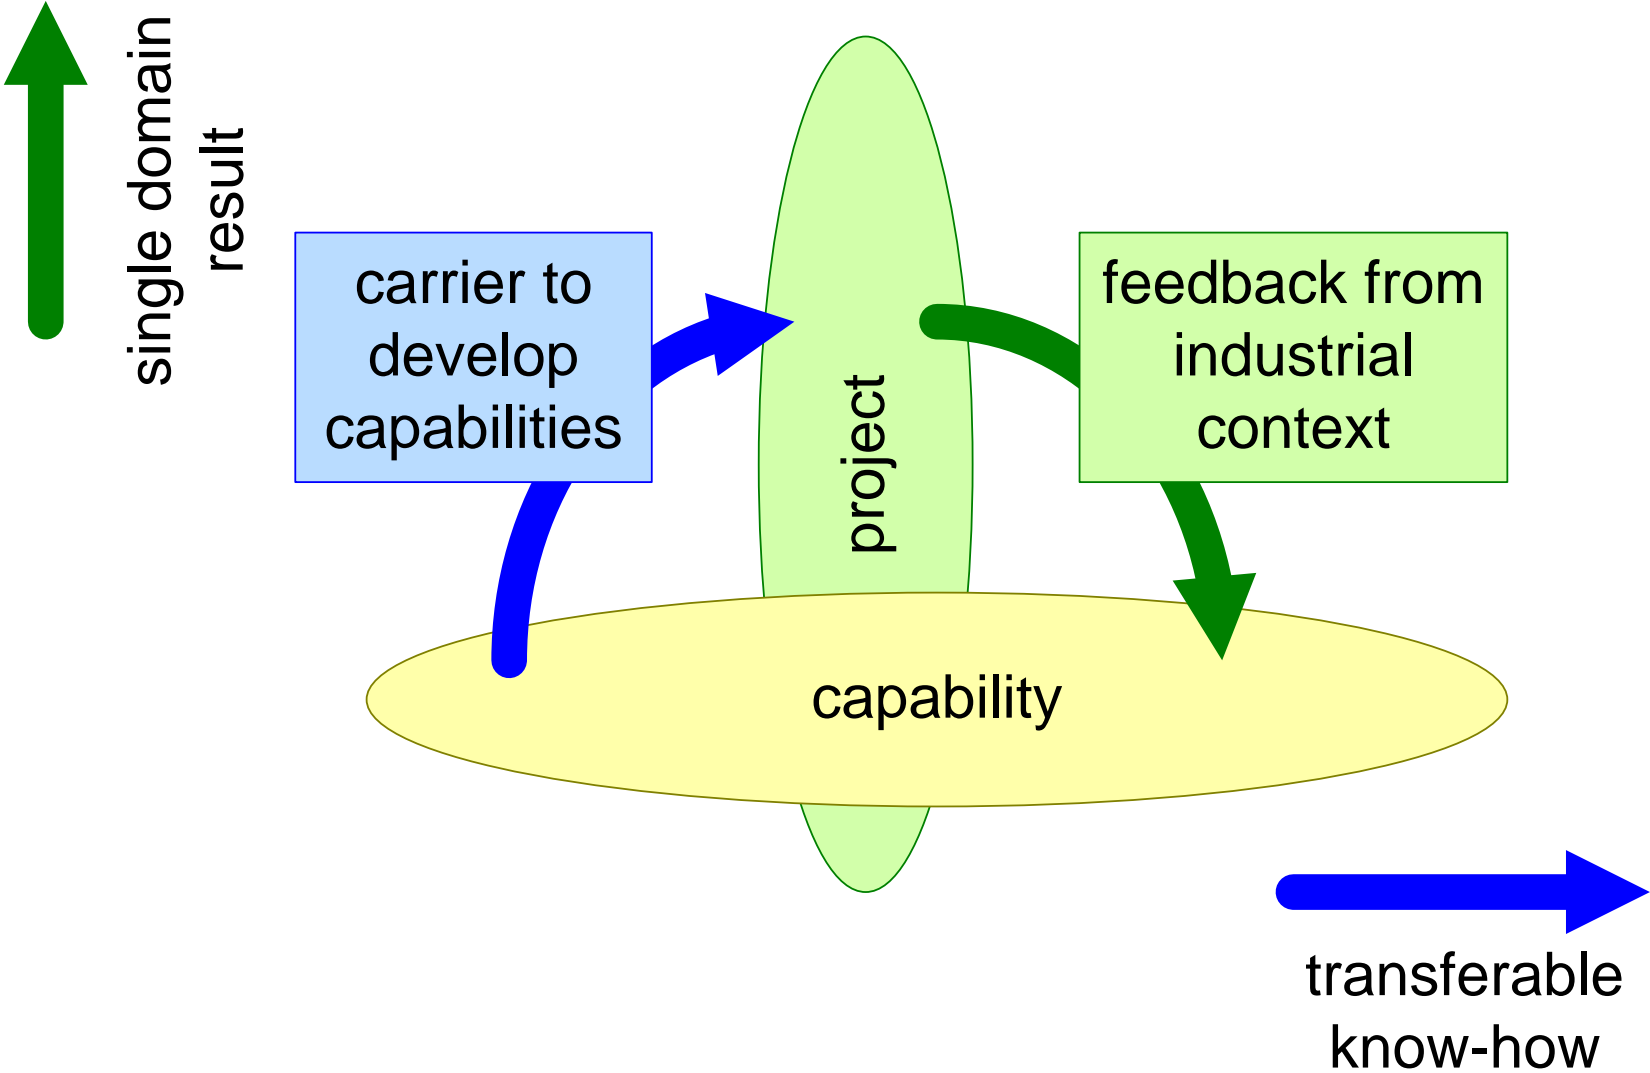 single domain
result
carrier to
develop
capabilities
project
feedback from
industrial
context
capability
transferable
know-how